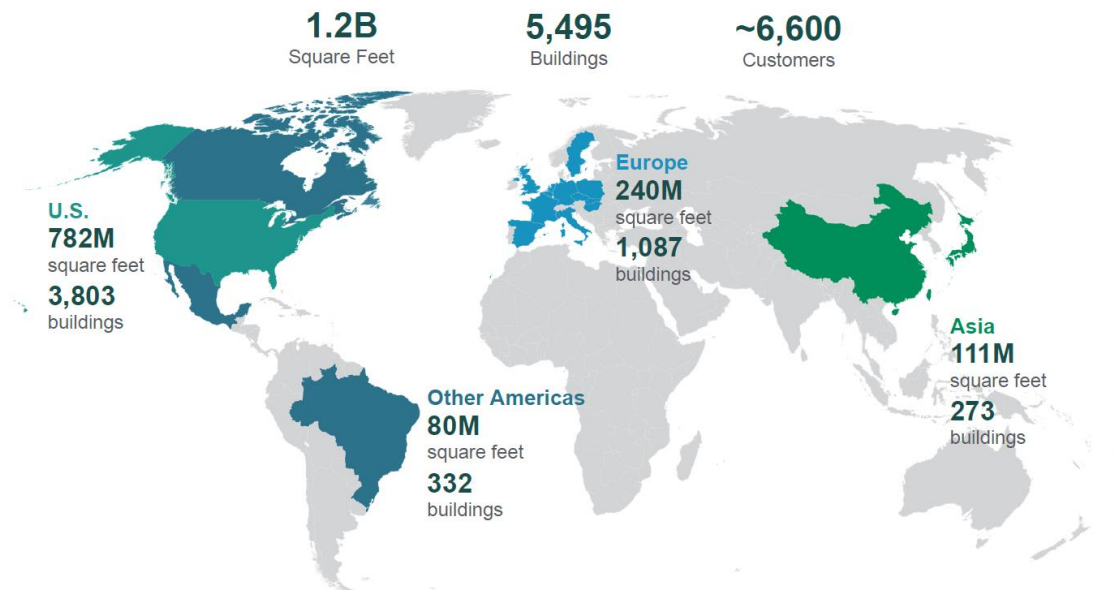 1.2B
Square Feet
5,495
Buildings
~6,600
Customers
U.S.
782M
square feet
3,803
buildings
Other Americas
80M
square feet
332
buildings
Europe
240M
square feet
1,087
buildings
Asia
111M
square feet
273
buildings